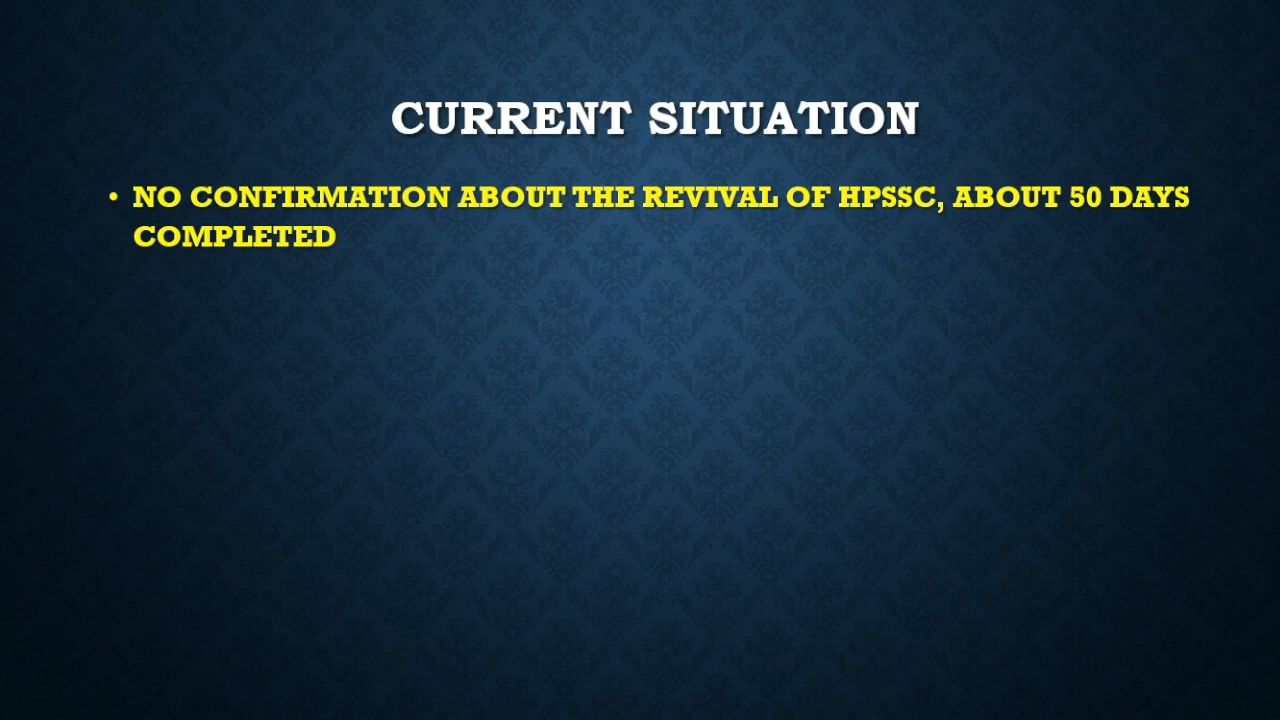 CURRENT SITUATION
• NO CONFIRMATION ABOUT THE REVIVAL OF HPSSC, ABOUT 50 DAYS
COMPLETED